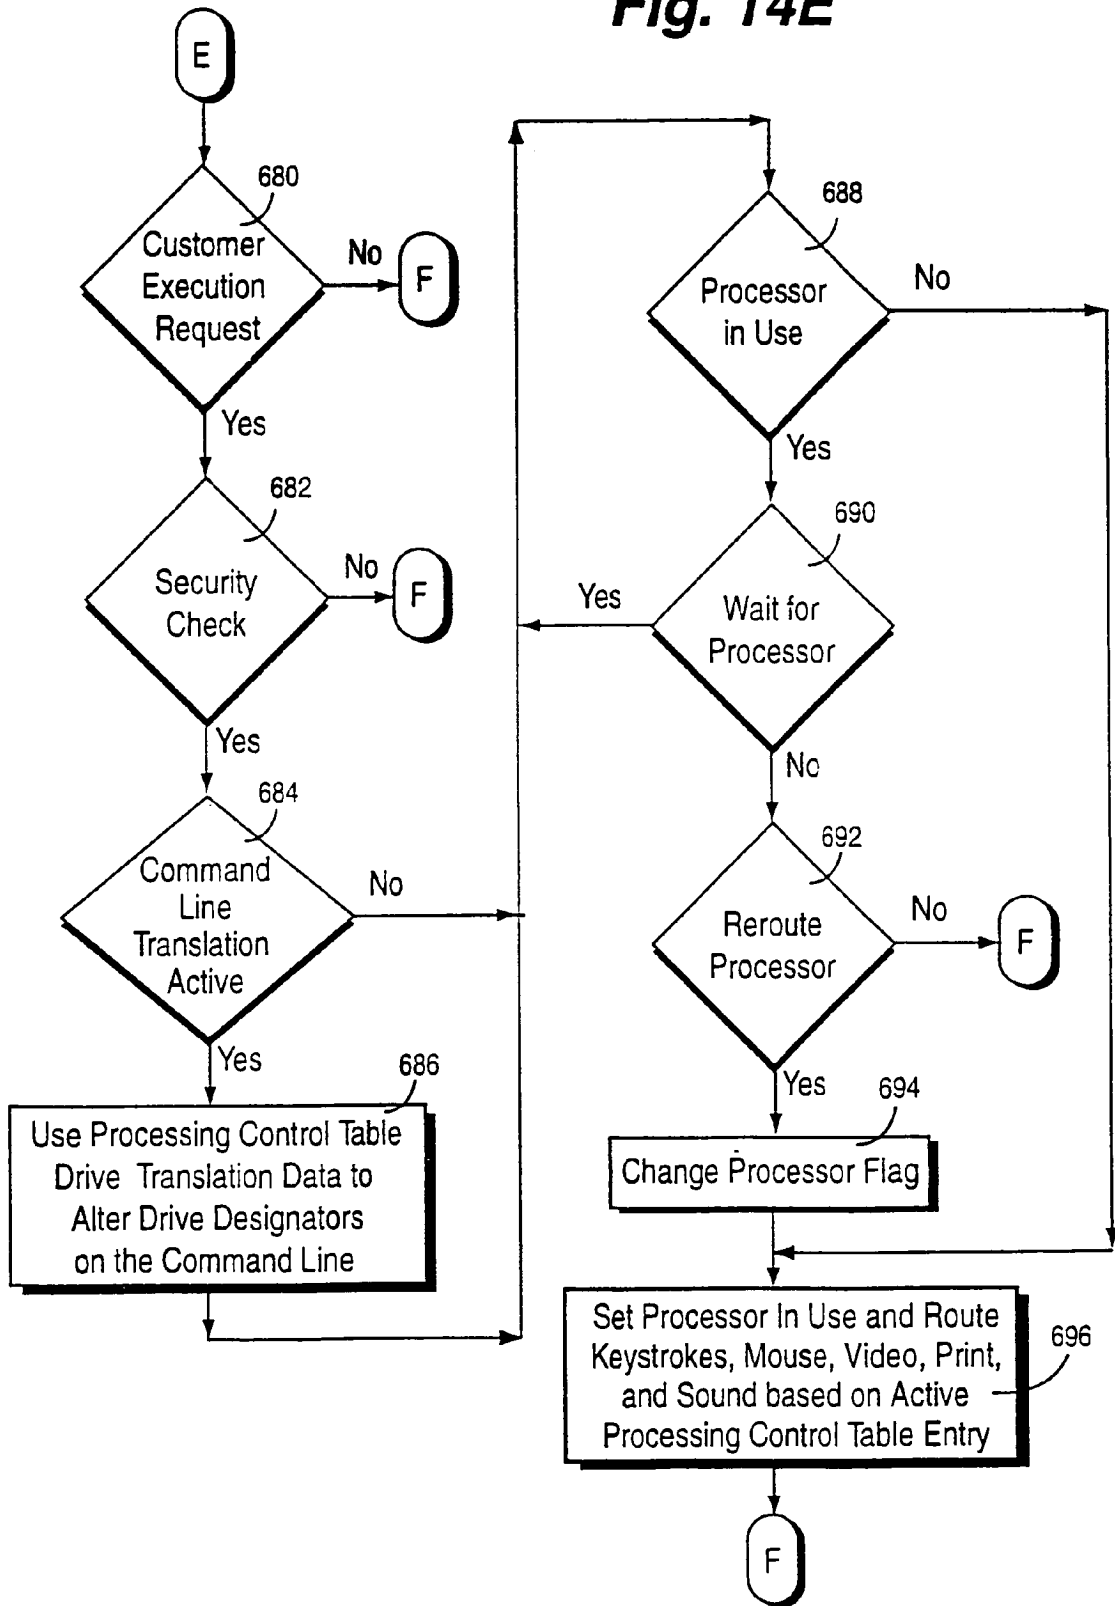 Fig. 14E
E
680
Customer
Execution
Request
No
F
Yes
682
Security
Check
No
F
Yes
684
Command
Line
Translation
Active
No
Yes
686
Use Processing Control Table
Drive Translation Data to
Alter Drive Designators
on the Command Line
688
Processor
in Use
No
Yes
690
Wait for
Processor
Yes
No
692
Reroute
Processor
No
F
Yes
694
Change Processor Flag
Set Processor In Use and Route
Keystrokes, Mouse, Video, Print,
and Sound based on Active
Processing Control Table Entry
696
F